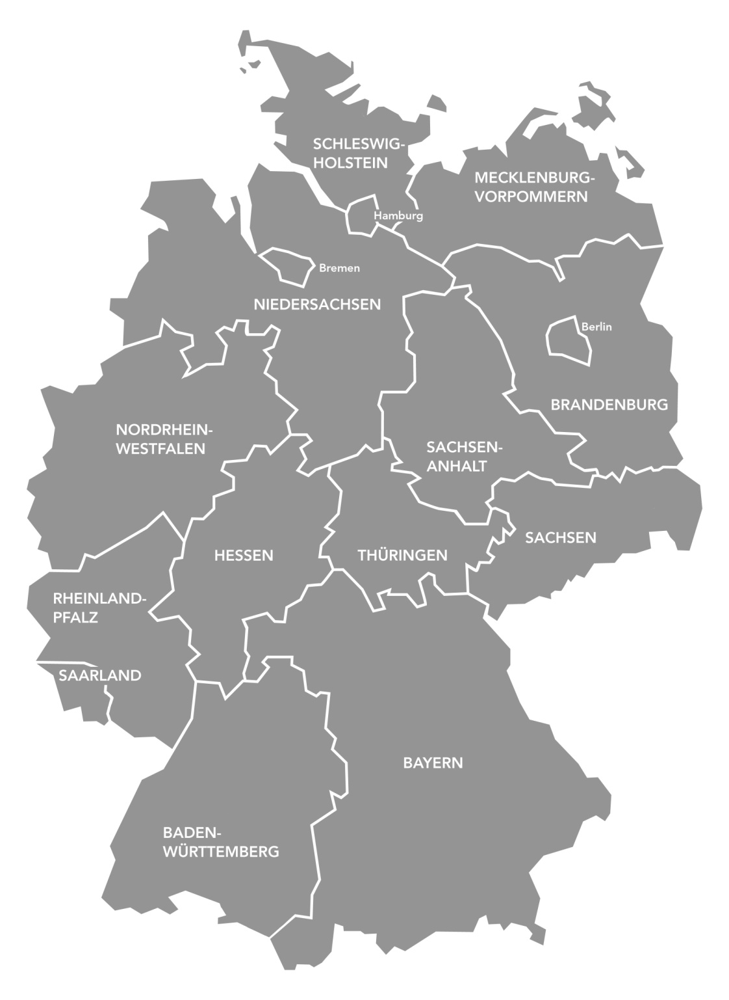 SCHLESWIG-
HOLSTEIN
MECKLENBURG-
VORPOMMERN
Hamburg
Bremen
NIEDERSACHSEN
Berlin
BRANDENBURG
NORDRHEIN-
WESTFALEN
SACHSEN-
ANHALT
SACHSEN
HESSEN
THÜRINGEN
RHEINLAND-
PFALZ
SAARLAND
BAYERN
BADEN-
WÜRTTEMBERG